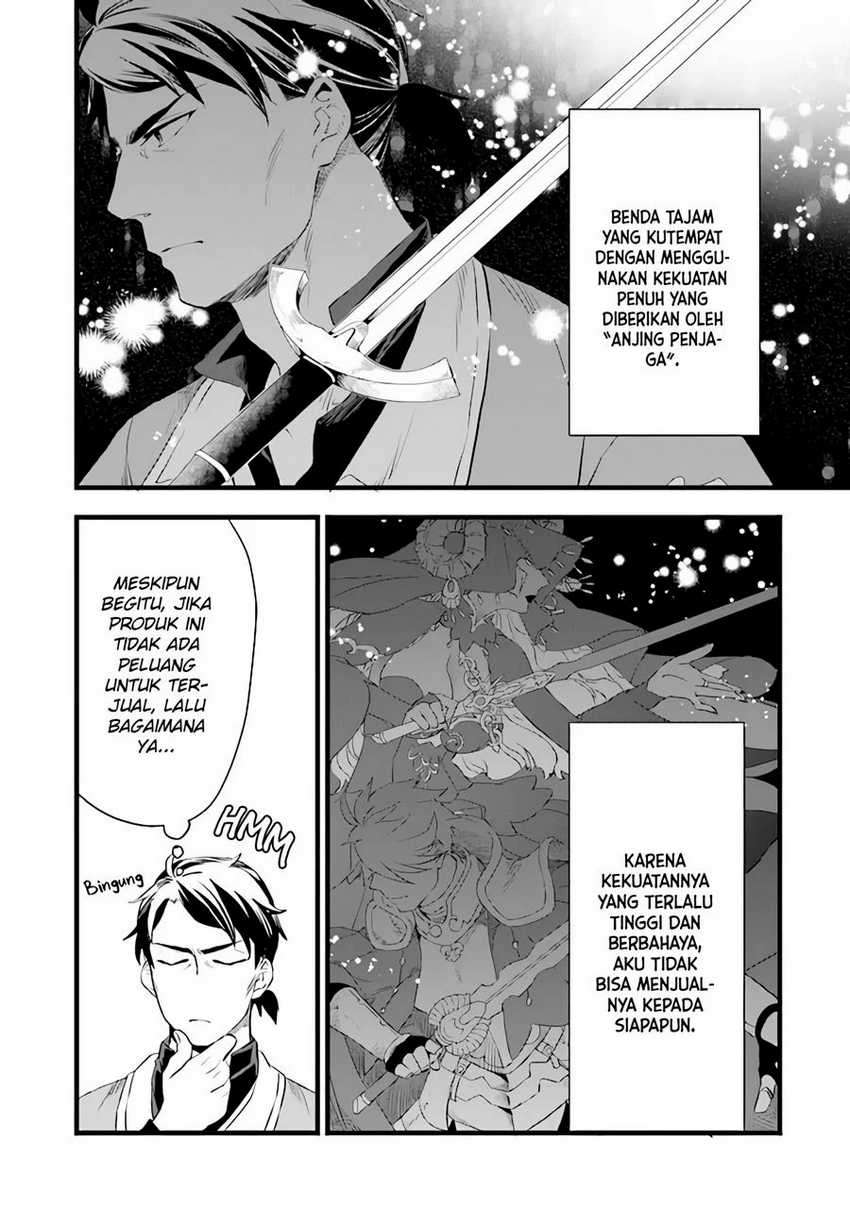 BENDA TAJAM
YANG KUTEMPAT
DENGAN MENGGU-
NAKAN KEKUATAN
PENUH YANG
DIBERIKAN OLEH
"ANJING PENJA-
GA".
KARENA
KEKUATANNYA
YANG TERLALU
TINGGI DAN
BERBAHAYA,
AKU TIDAK
BISA MENJUAL-
NYA KEPADA
SIAPAPUN.
MESKIPUN
BEGITU, JIKA
PRODUK INI
TIDAK ADA
PELUANG
UNTUK TER-
JUAL, LALU
BAGAIMANA
YA...
HMM
Bingung